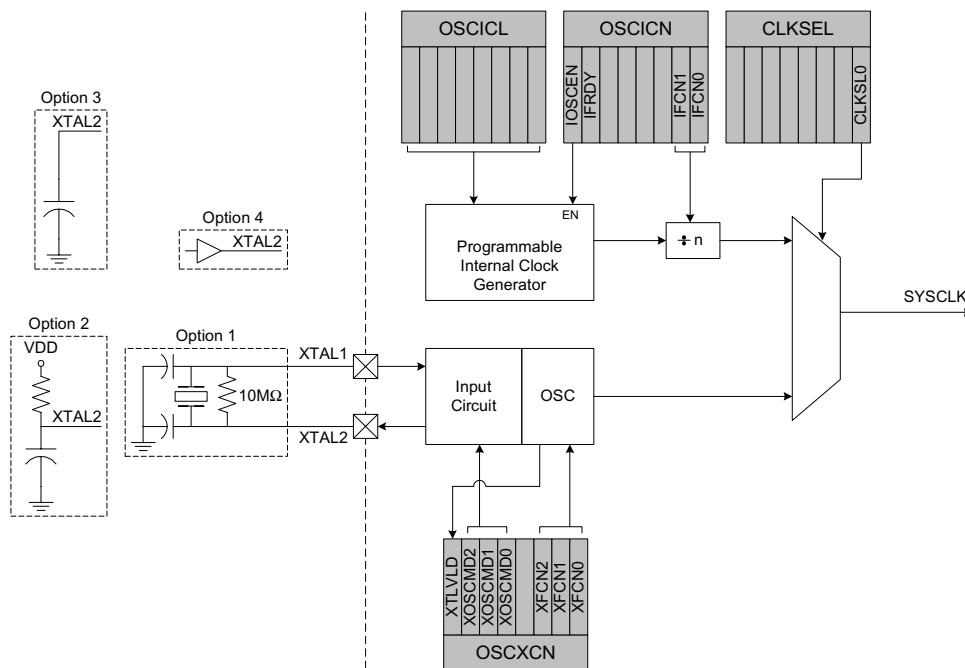 OSCICL
OSCICN
CLKSEL
IOSCEN
IFRDY
IFCN1
IFCN0
CLKSL0
Option 3
XTAL2
Option 4
XTAL2
EN
Programmable
Internal Clock
Generator
÷ n
SYSCLK
Option 2
VDD
XTAL2
Option 1
10MΩ
XTAL1
XTAL2
Input
Circuit
OSC
XTLVLD
XOSCMD2
XOSCMD1
XOSCMD0
XFCN2
XFCN1
XFCN0
OSCXCN